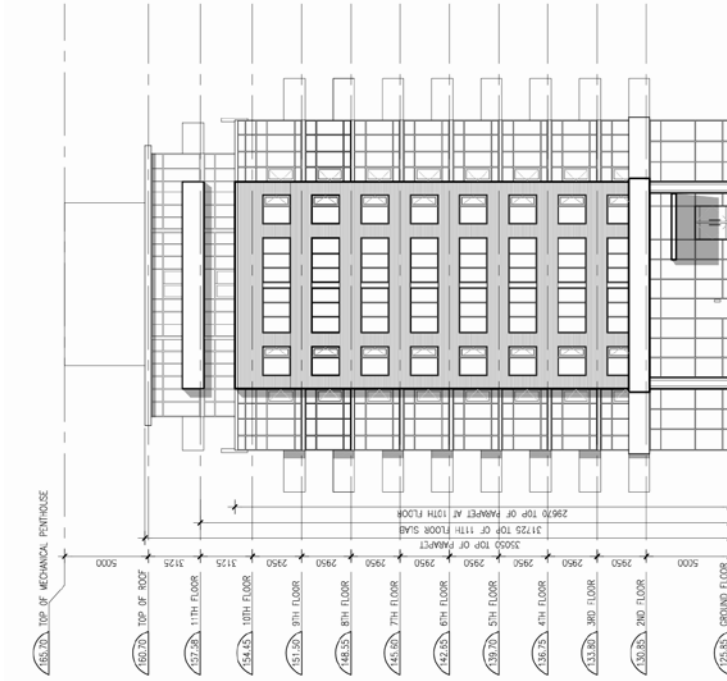 165.70 TOP OF MECHANICAL PENTHOUSE
5000
160.70 TOP OF ROOF
3125
157.58 11TH FLOOR
3125
154.45 10TH FLOOR
2950
151.50 9TH FLOOR
2950
148.55 8TH FLOOR
2950
145.60 7TH FLOOR
2950
142.65 6TH FLOOR
2950
139.70 5TH FLOOR
2950
136.75 4TH FLOOR
2950
133.80 3RD FLOOR
2950
130.85 2ND FLOOR
5000
125.85 GROUND FLOOR
35050 TOP OF PARAPET
31725 TOP OF 11TH FLOOR SLAB
29670 TOP OF PARAPET AT 10TH FLOOR